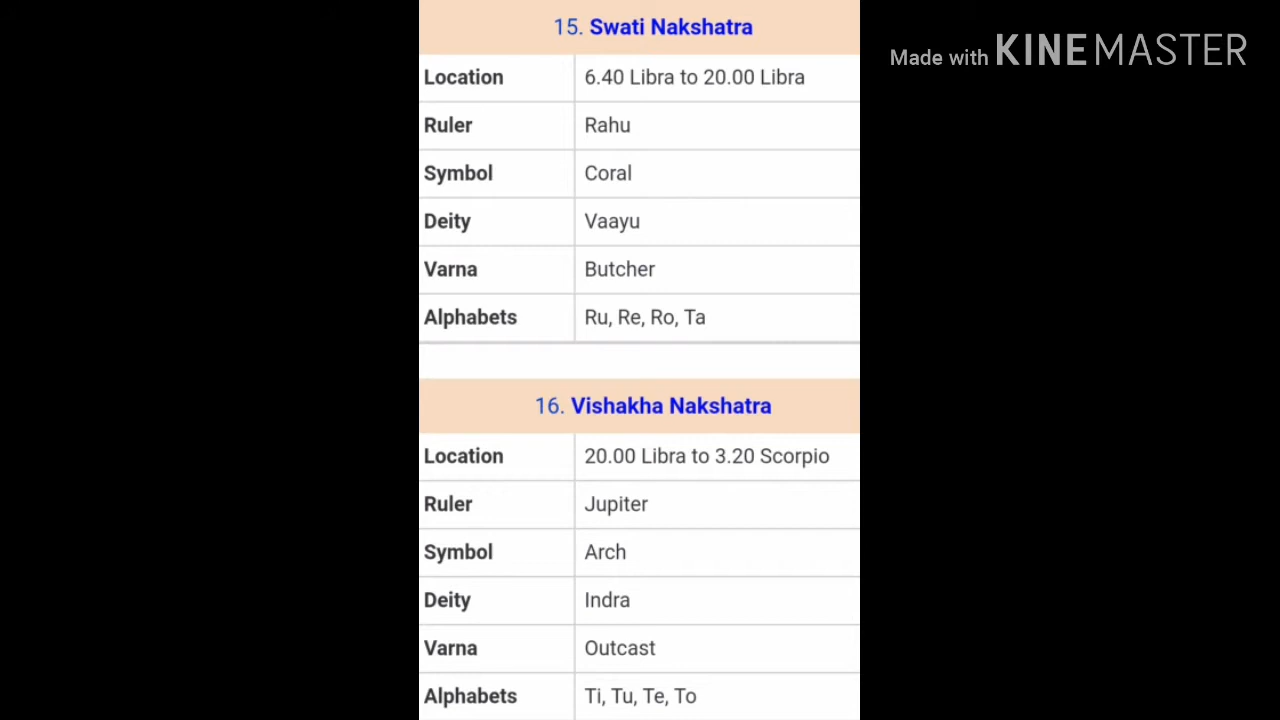 15. Swati Nakshatra
Made with KINEMASTER
Location 6.40 Libra to 20.00 Libra
Ruler Rahu
Symbol Coral
Deity Vaayu
Varna Butcher
Alphabets Ru, Re, Ro, Ta
16. Vishakha Nakshatra
Location 20.00 Libra to 3.20 Scorpio
Ruler Jupiter
Symbol Arch
Deity Indra
Varna Outcast
Alphabets Ti, Tu, Te, To